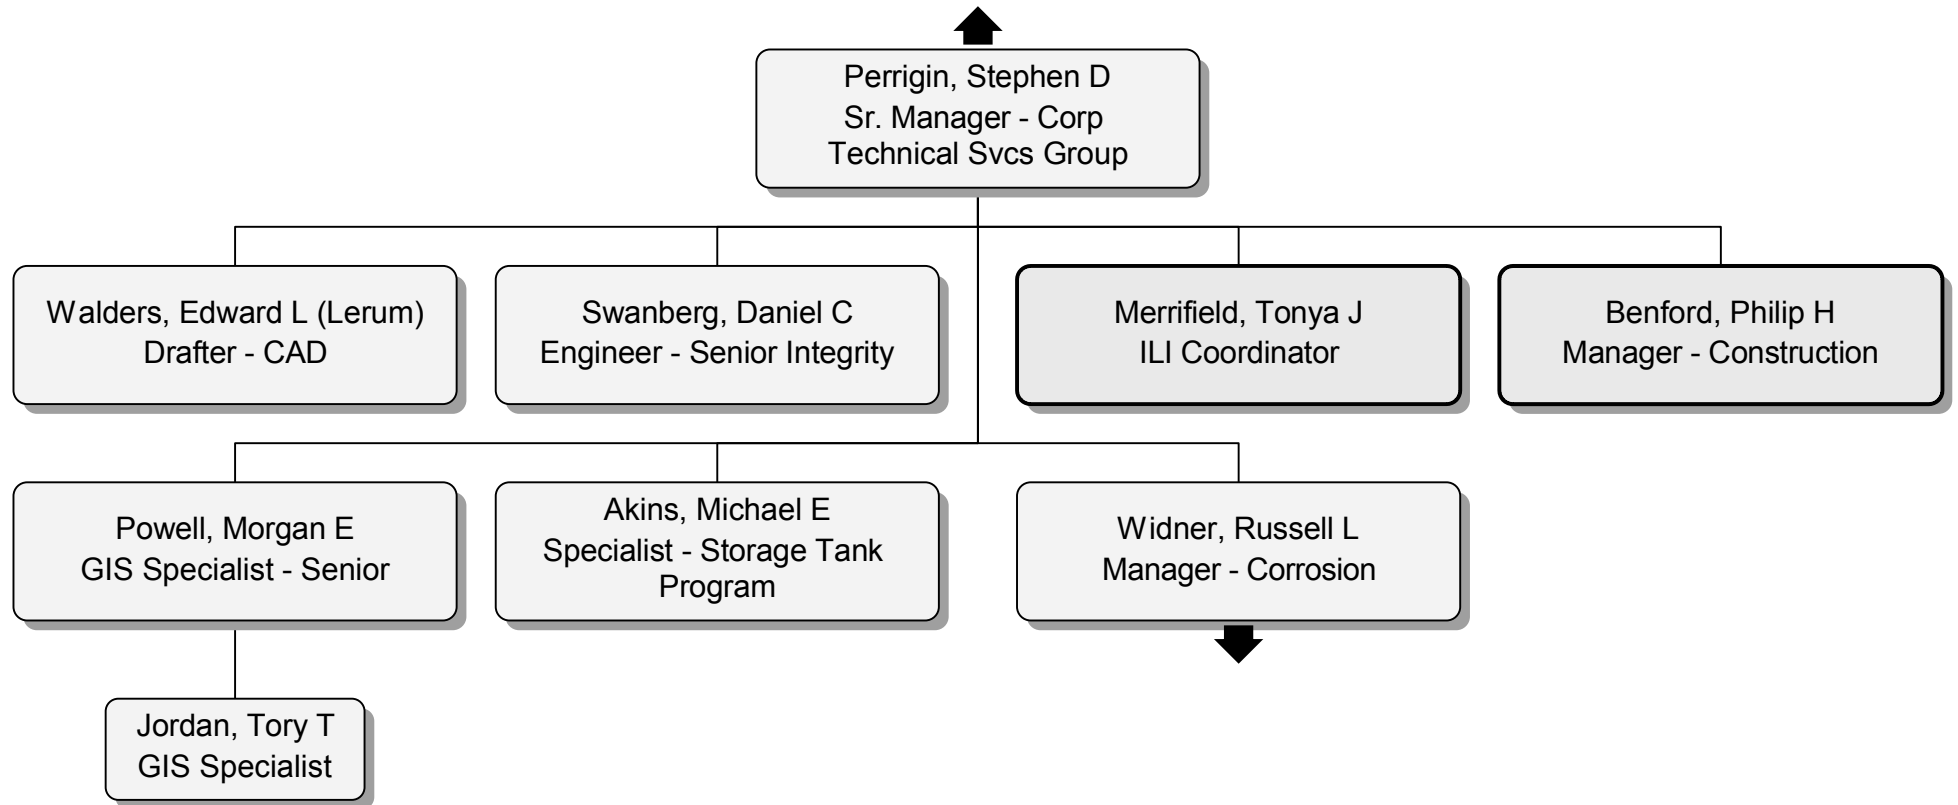 Perrigin, Stephen D
Sr. Manager - Corp
Technical Svcs Group
Walders, Edward L (Lerum)
Drafter - CAD
Swanberg, Daniel C
Engineer - Senior Integrity
Merrifield, Tonya J
ILI Coordinator
Benford, Philip H
Manager - Construction
Powell, Morgan E
GIS Specialist - Senior
Akins, Michael E
Specialist - Storage Tank
Program
Widner, Russell L
Manager - Corrosion
Jordan, Tory T
GIS Specialist